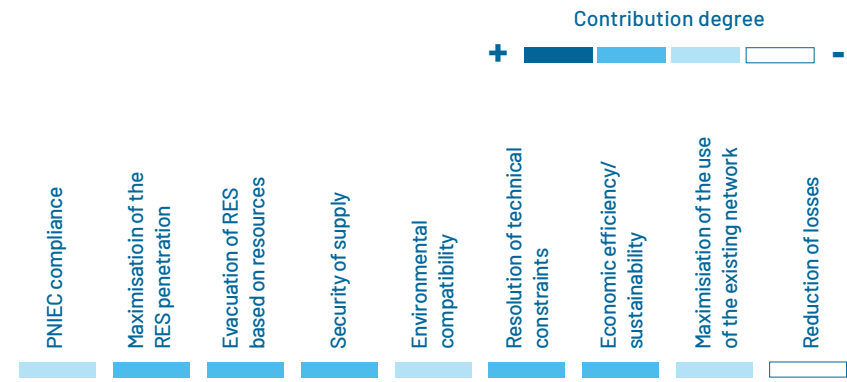 Contribution degree
+ -
PNIEC compliance
Maximisatioin of the
RES penetration
Evacuation of RES
based on resources
Security of supply
Environmental
compatibility
Resolution of technical
constraints
Economic efficiency/
sustainability
Maximisiation of the use
of the existing network
Reduction of losses